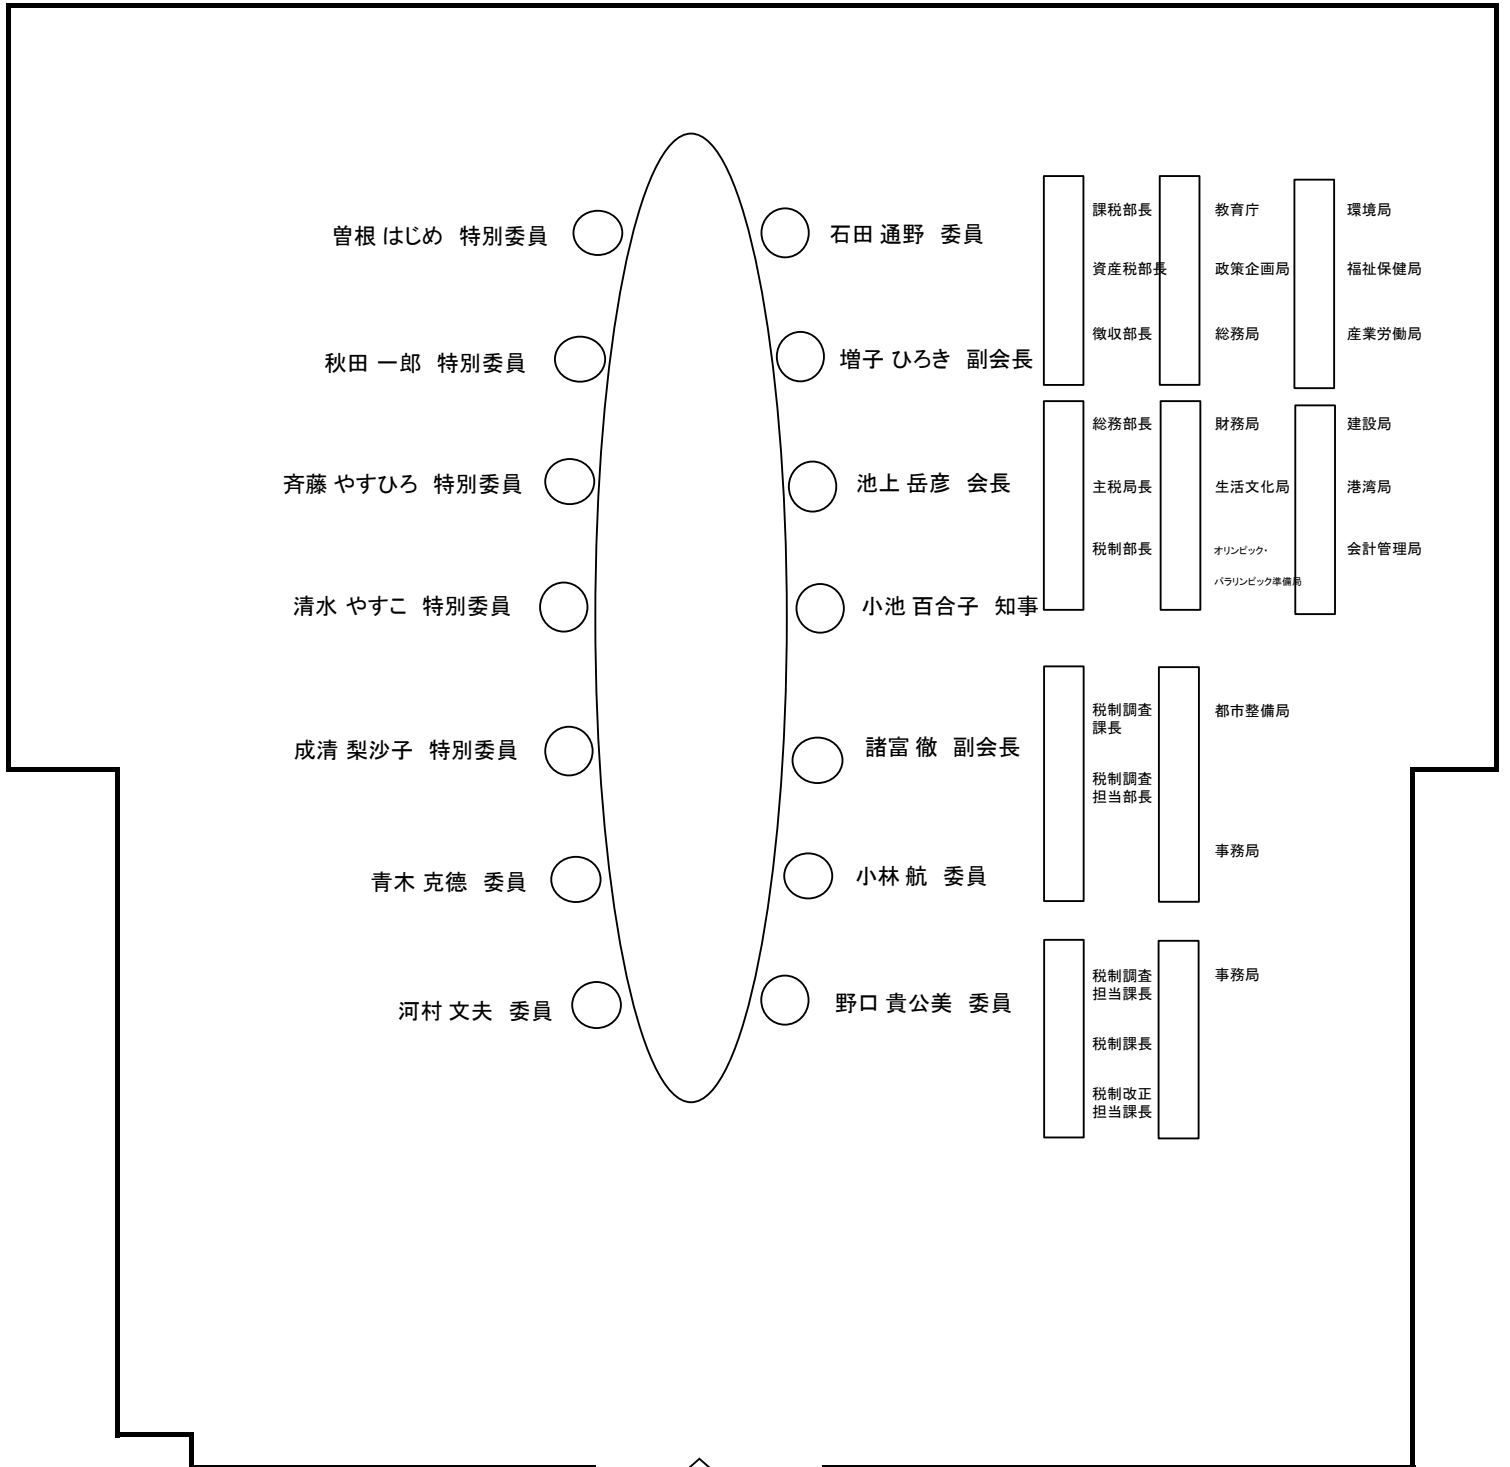 曽根 はじめ 特別委員
秋田 一郎 特別委員
斉藤 やすひろ 特別委員
清水 やすこ 特別委員
成清 梨沙子 特別委員
青木 克德 委員
河村 文夫 委員
石田 通野 委員
増子 ひろき 副会長
池上 岳彦 会長
小池 百合子 知事
諸富 徹 副会長
小林 航 委員
野口 貴公美 委員
課税部長
資産税部長
徴収部長
総務部長
主税局長
税制部長
税制調査
課長
税制調査
担当部長
税制調査
担当課長
税制課長
税制改正
担当課長
教育庁
政策企画局
総務局
財務局
生活文化局
オリンピック・
パラリンピック準備局
都市整備局
事務局
事務局
環境局
福祉保健局
産業労働局
建設局
港湾局
会計管理局